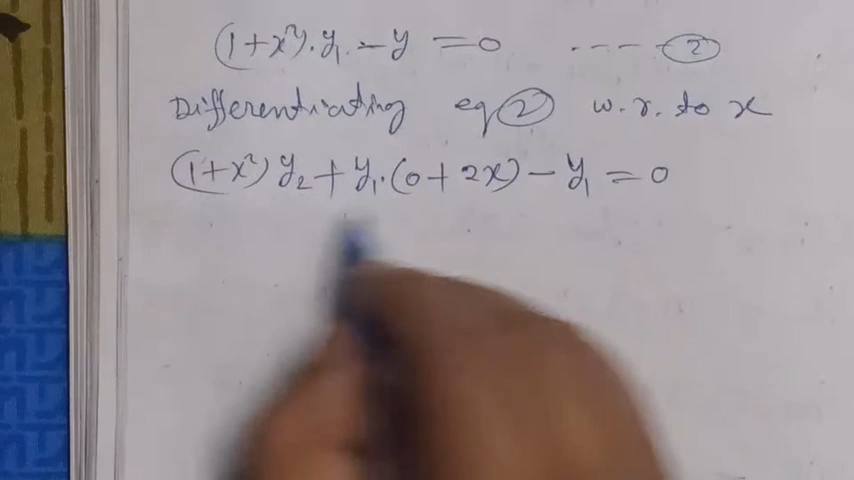 (1+x²).y₁ - y = 0 ---- ②
Differentiating eq ② w.r. to x
(1+x²) y₂ + y₁.(0+2x) - y₁ = 0